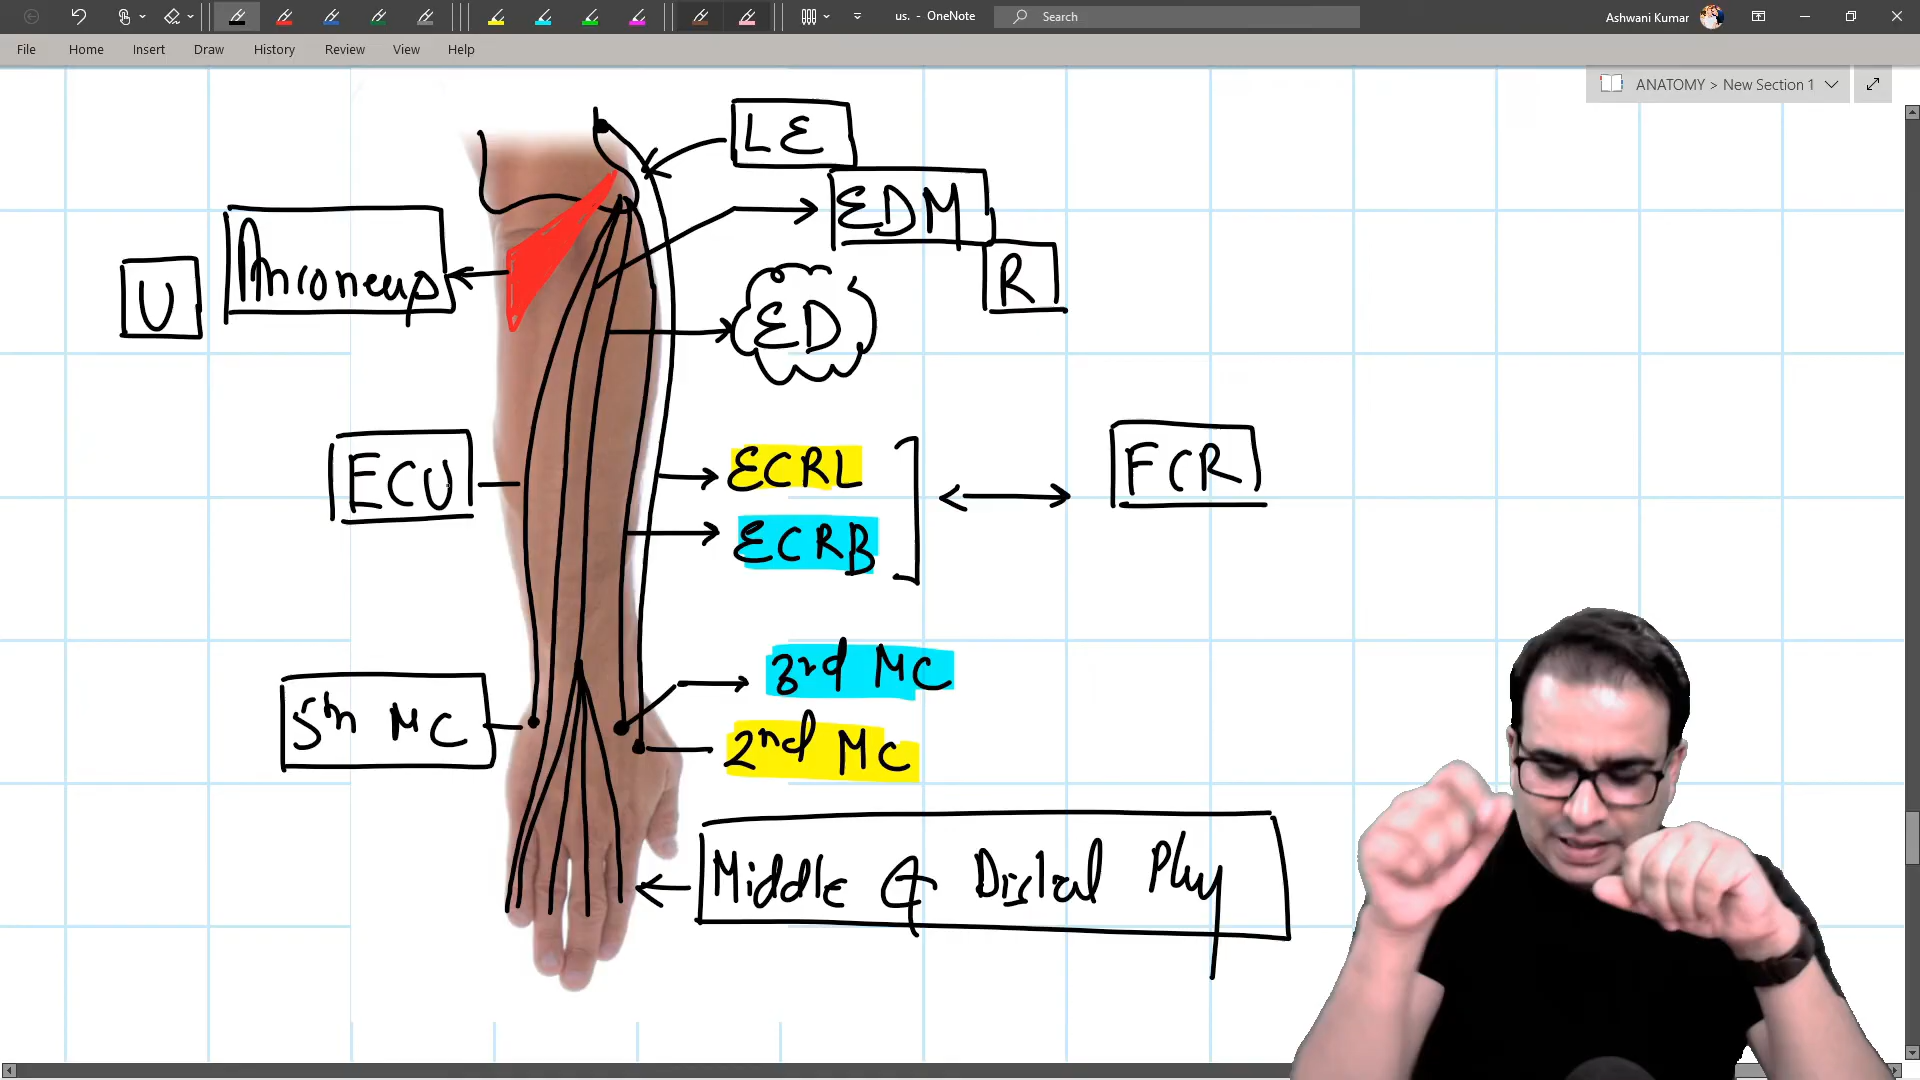 us. - OneNote
Search
Ashwani Kumar
File Home Insert Draw History Review View Help
ANATOMY > New Section 1
LE
EDM
R
Anconeus
U
ED
ECU
ECRL
ECRB
FCR
3rd MC
5th MC
2nd MC
Middle & Distal Phy